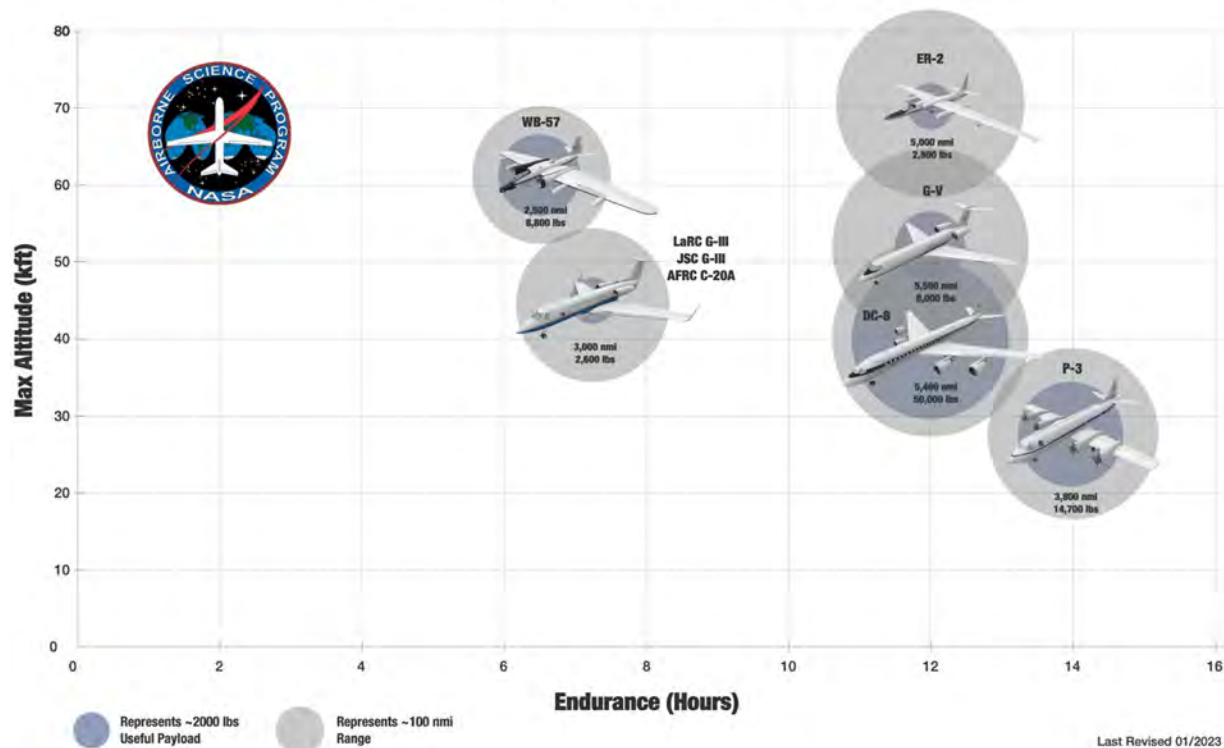 80
70
60
50
40
30
20
10
0
Max Altitude (kft)
AIRBORNE SCIENCE PROGRAM
NASA
WB-57
2,500 nmi
8,800 lbs
LaRC G-III
JSC G-III
AFRC C-20A
3,000 nmi
2,600 lbs
ER-2
5,000 nmi
2,900 lbs
G-V
5,500 nmi
8,000 lbs
DC-8
5,400 nmi
50,000 lbs
P-3
3,800 nmi
14,700 lbs
0 2 4 6 8 10 12 14 16
Endurance (Hours)
Represents ~2000 lbs
Useful Payload
Represents ~100 nmi
Range
Last Revised 01/2023